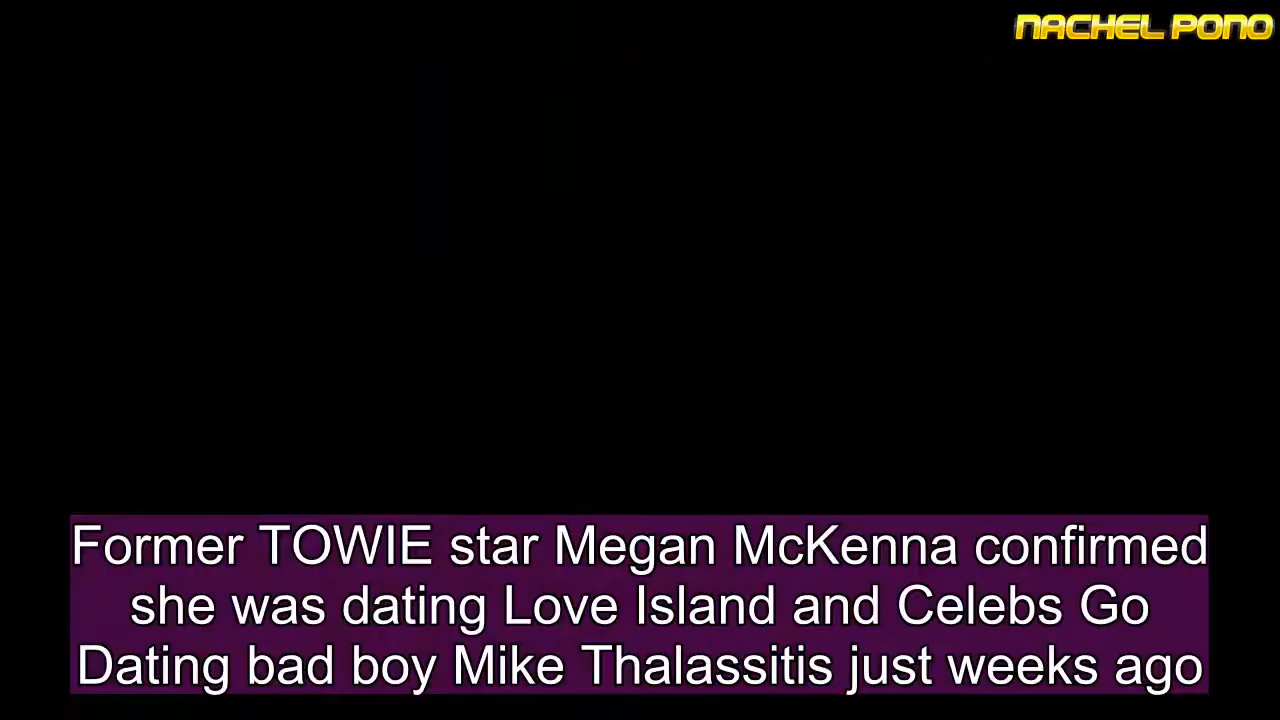 NACHEL PONO
Former TOWIE star Megan McKenna confirmed
she was dating Love Island and Celebs Go
Dating bad boy Mike Thalassitis just weeks ago